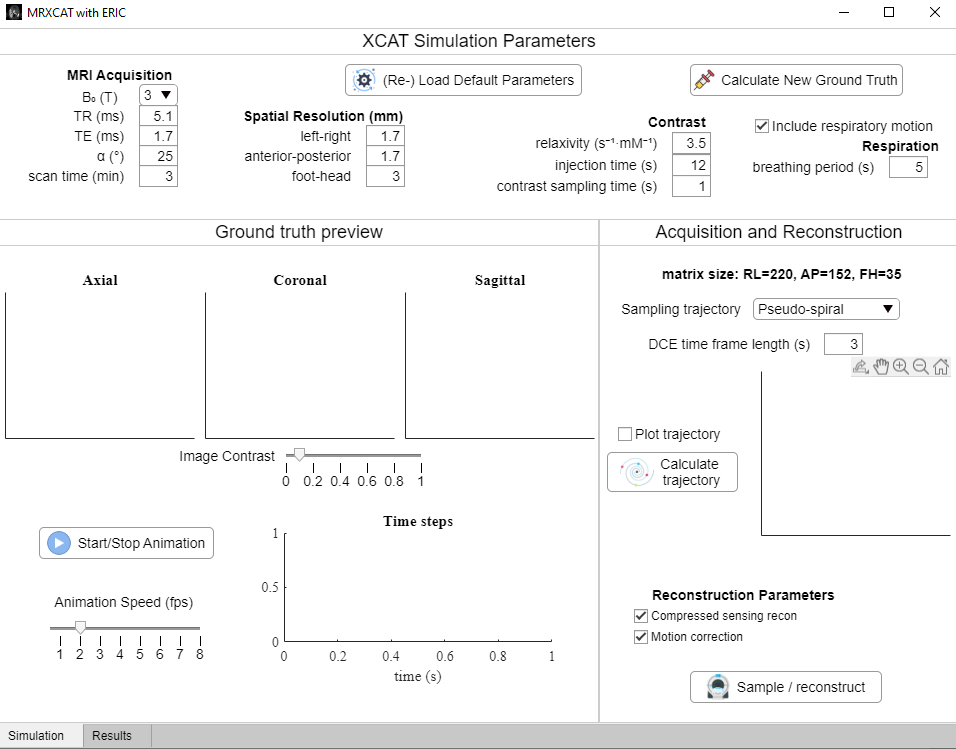 MRXCAT with ERIC
XCAT Simulation Parameters
MRI Acquisition
B₀ (T) 3
TR (ms) 5.1
TE (ms) 1.7
α (°) 25
scan time (min) 3
(Re-) Load Default Parameters
Spatial Resolution (mm)
left-right 1.7
anterior-posterior 1.7
foot-head 3
Calculate New Ground Truth
Contrast
relaxivity (s⁻¹·mM⁻¹) 3.5
injection time (s) 12
contrast sampling time (s) 1
Include respiratory motion
Respiration
breathing period (s) 5
Ground truth preview
Axial
Coronal
Sagittal
Image Contrast
0 0.2 0.4 0.6 0.8 1
Start/Stop Animation
Animation Speed (fps)
1 2 3 4 5 6 7 8
Time steps
1
0.5
0
0 0.2 0.4 0.6 0.8 1
time (s)
Acquisition and Reconstruction
matrix size: RL=220, AP=152, FH=35
Sampling trajectory Pseudo-spiral
DCE time frame length (s) 3
Plot trajectory
Calculate
trajectory
Reconstruction Parameters
Compressed sensing recon
Motion correction
Sample / reconstruct
Simulation
Results